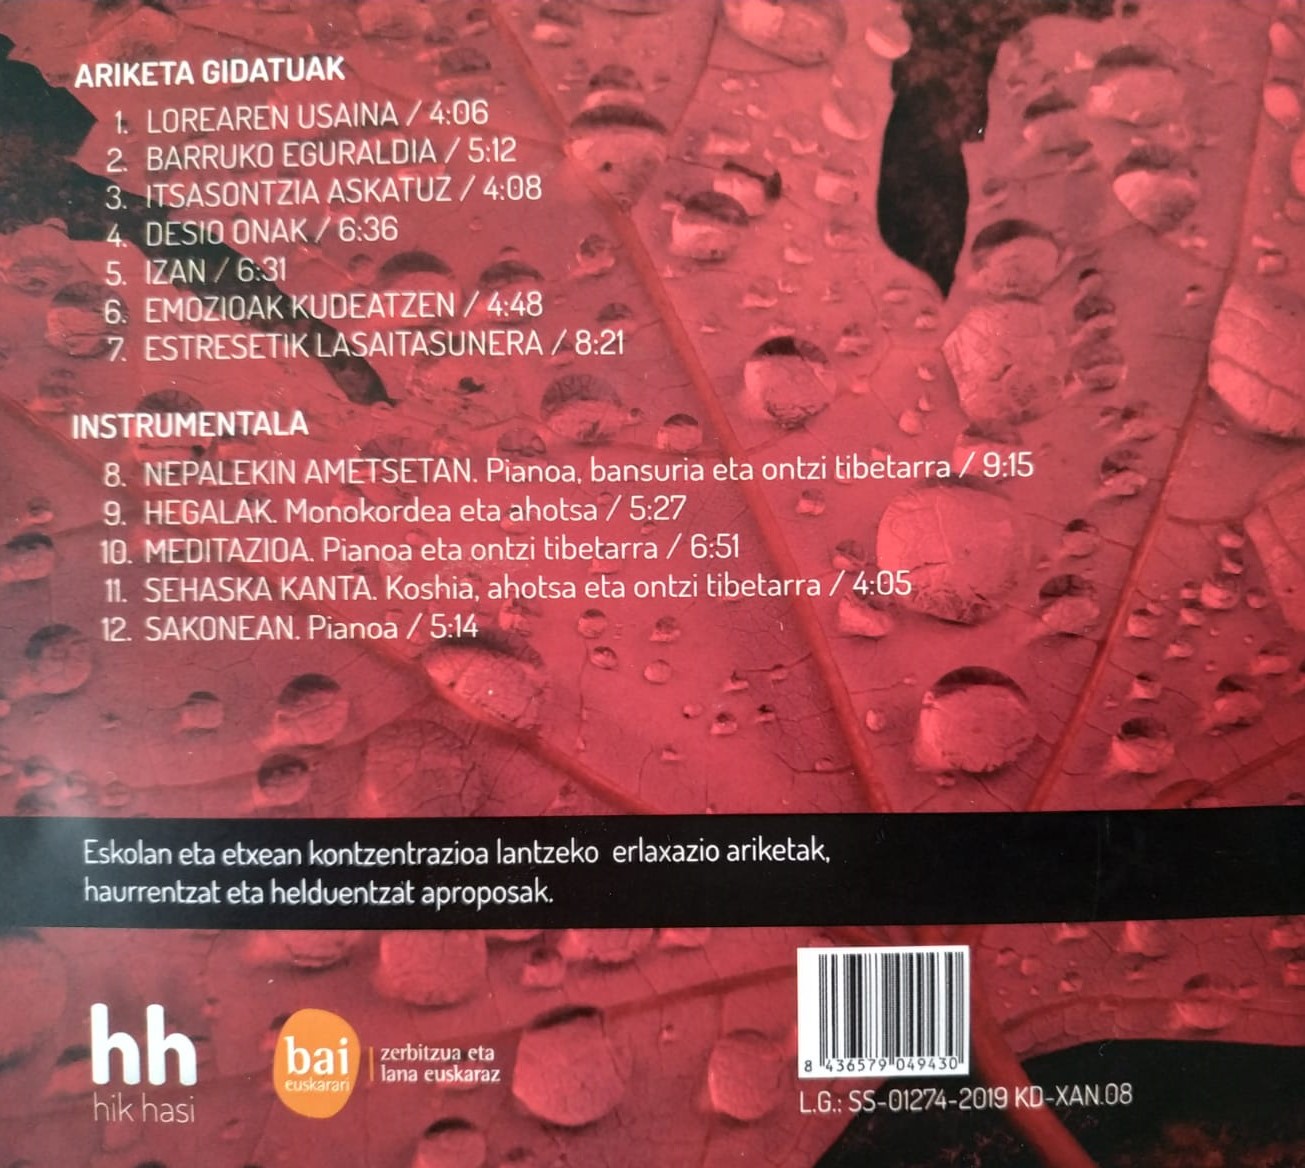 ARIKETA GIDATUAK
1. LOREAREN USAINA / 4:06
2. BARRUKO EGURALDIA / 5:12
3. ITSASONTZIA ASKATUZ / 4:08
4. DESIO ONAK / 6:36
5. IZAN / 6:31
6. EMOZIOAK KUDEATZEN / 4:48
7. ESTRESETIK LASAITASUNERA / 8:21
INSTRUMENTALA
8. NEPALEKIN AMETSETAN. Pianoa, bansuria eta ontzi tibetarra / 9:15
9. HEGALAK. Monokordea eta ahotsa / 5:27
10. MEDITAZIOA. Pianoa eta ontzi tibetarra / 6:51
11. SEHASKA KANTA. Koshia, ahotsa eta ontzi tibetarra / 4:05
12. SAKONEAN. Pianoa / 5:14
Eskolan eta etxean kontzentrazioa lantzeko erlaxazio ariketak,
haurrentzat eta helduentzat aproposak.
hh
hik hasi
bai
euskarari
zerbitzua eta
lana euskaraz
8 436579 049430
L.G.: SS-01274-2019 KD-XAN.08